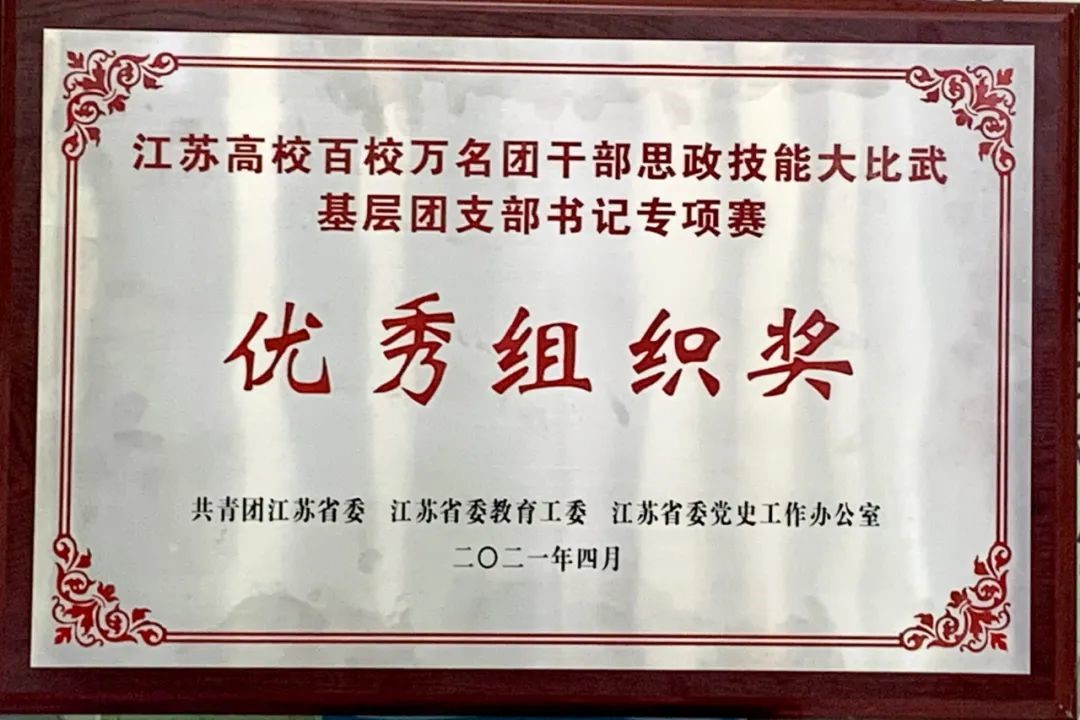 江苏高校百校万名团干部思政技能大比武
基层团支部书记专项赛
优秀组织奖
共青团江苏省委 江苏省委教育工委 江苏省委党史工作办公室
二〇二一年四月